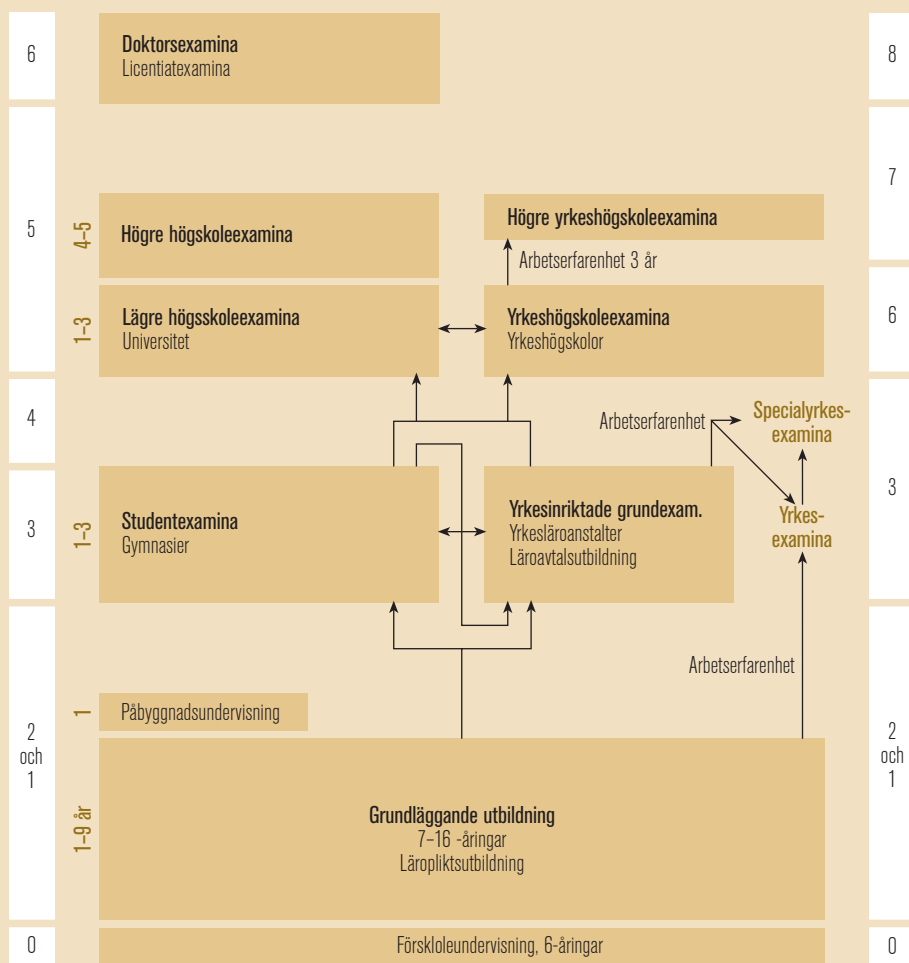 6
Doktorsexamina
Licentiatexamina
8
7
5
4–5
Högre högskoleexamina
Högre yrkeshögskoleexamina
Arbetserfarenhet 3 år
1–3
Lägre högsskoleexamina
Universitet
Yrkeshögskoleexamina
Yrkeshögskolor
6
4
Arbetserfarenhet
Specialyrkes-
examina
3
1–3
Studentexamina
Gymnasier
Yrkesinriktade grundexam.
Yrkesläroanstalter
Läroavtalsutbildning
Yrkes-
examina
3
Arbetserfarenhet
1
Påbyggnadsundervisning
2
och
1
2
och
1
1–9 år
Grundläggande utbildning
7–16 -åringar
Läropliktsutbildning
0
Förskloleundervisning, 6-åringar
0